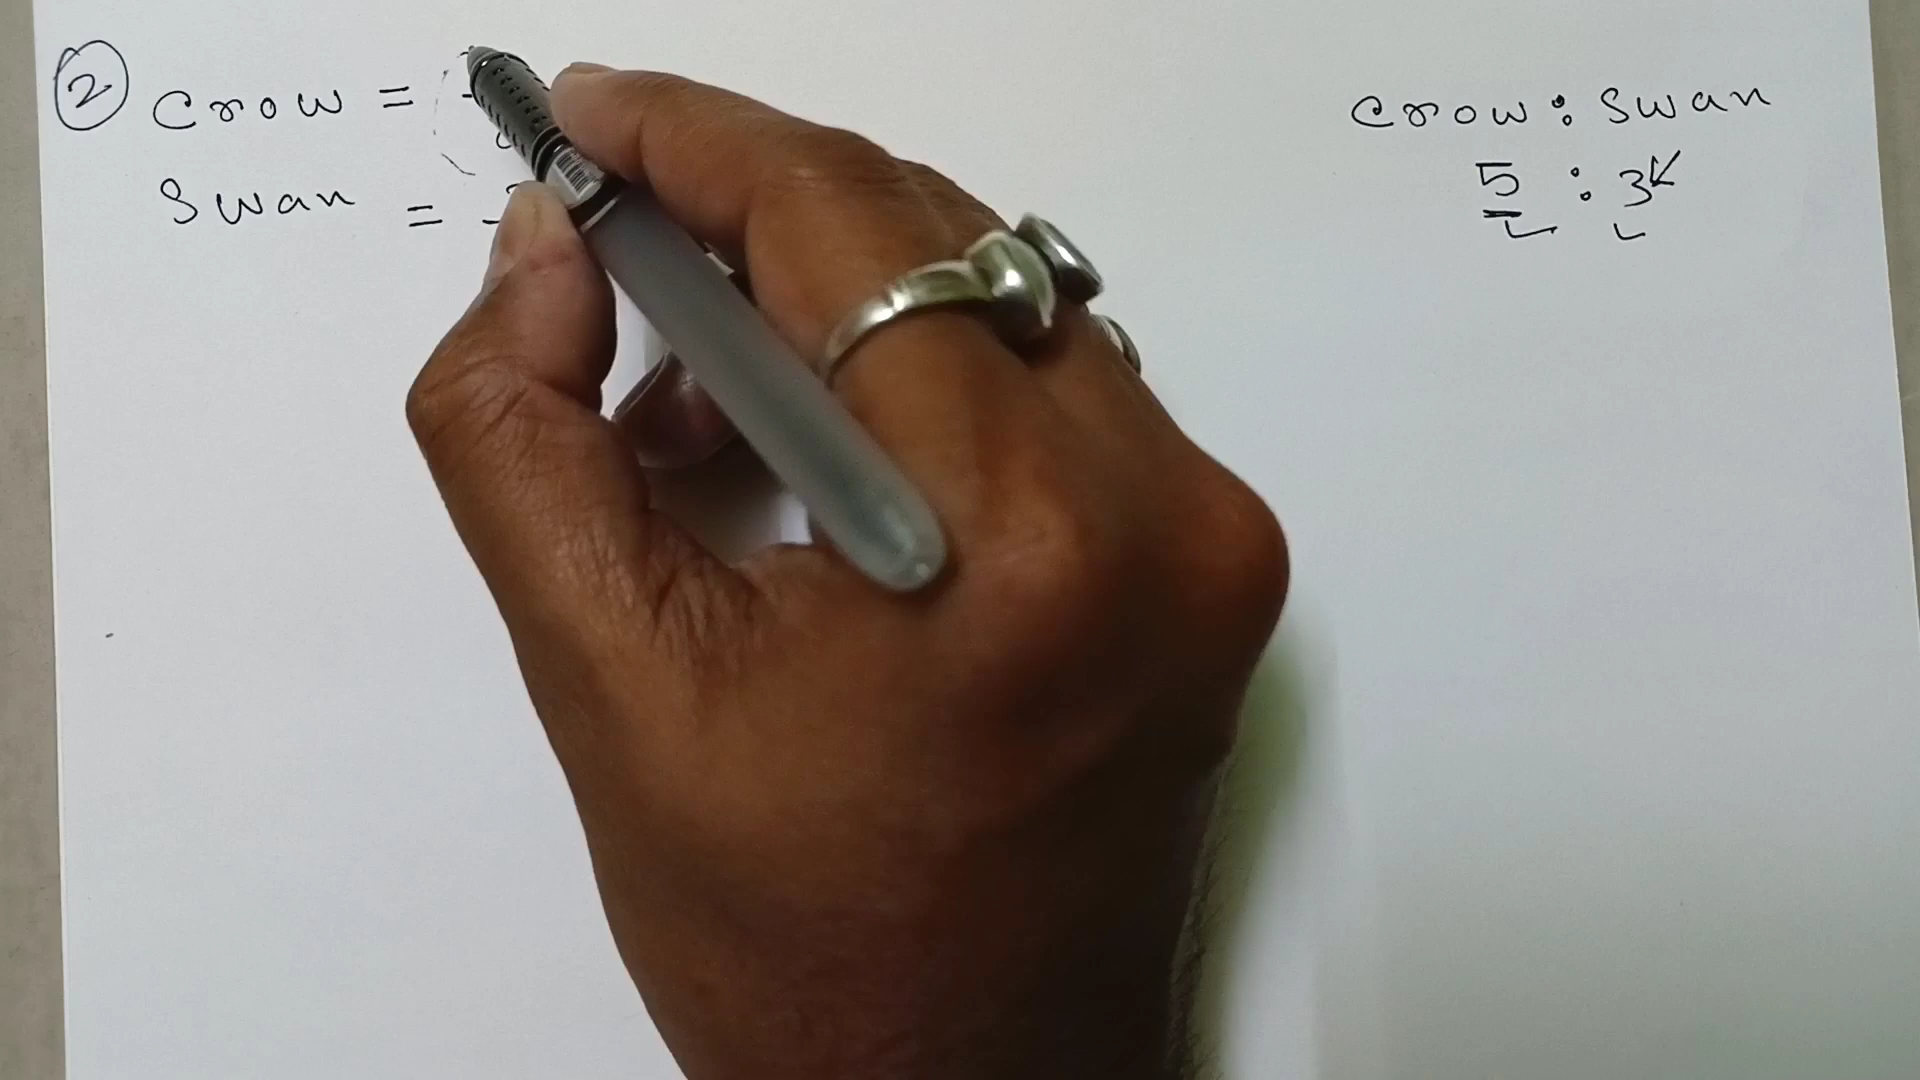 ② Crow =
Swan =
Crow : Swan
5 : 3